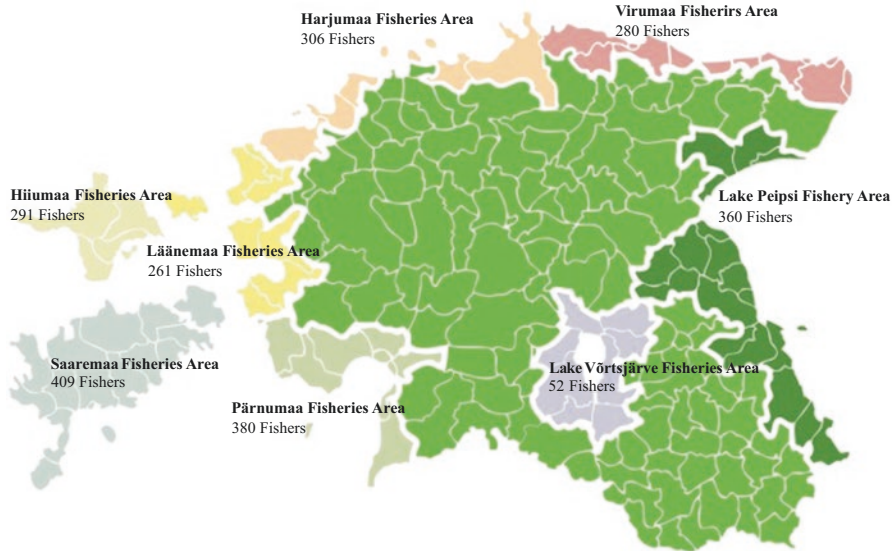 Harjumaa Fisheries Area
306 Fishers
Virumaa Fisherirs Area
280 Fishers
Hiiumaa Fisheries Area
291 Fishers
Lake Peipsi Fishery Area
360 Fishers
Läänemaa Fisheries Area
261 Fishers
Saaremaa Fisheries Area
409 Fishers
Lake Võrtsjärve Fisheries Area
52 Fishers
Pärnumaa Fisheries Area
380 Fishers